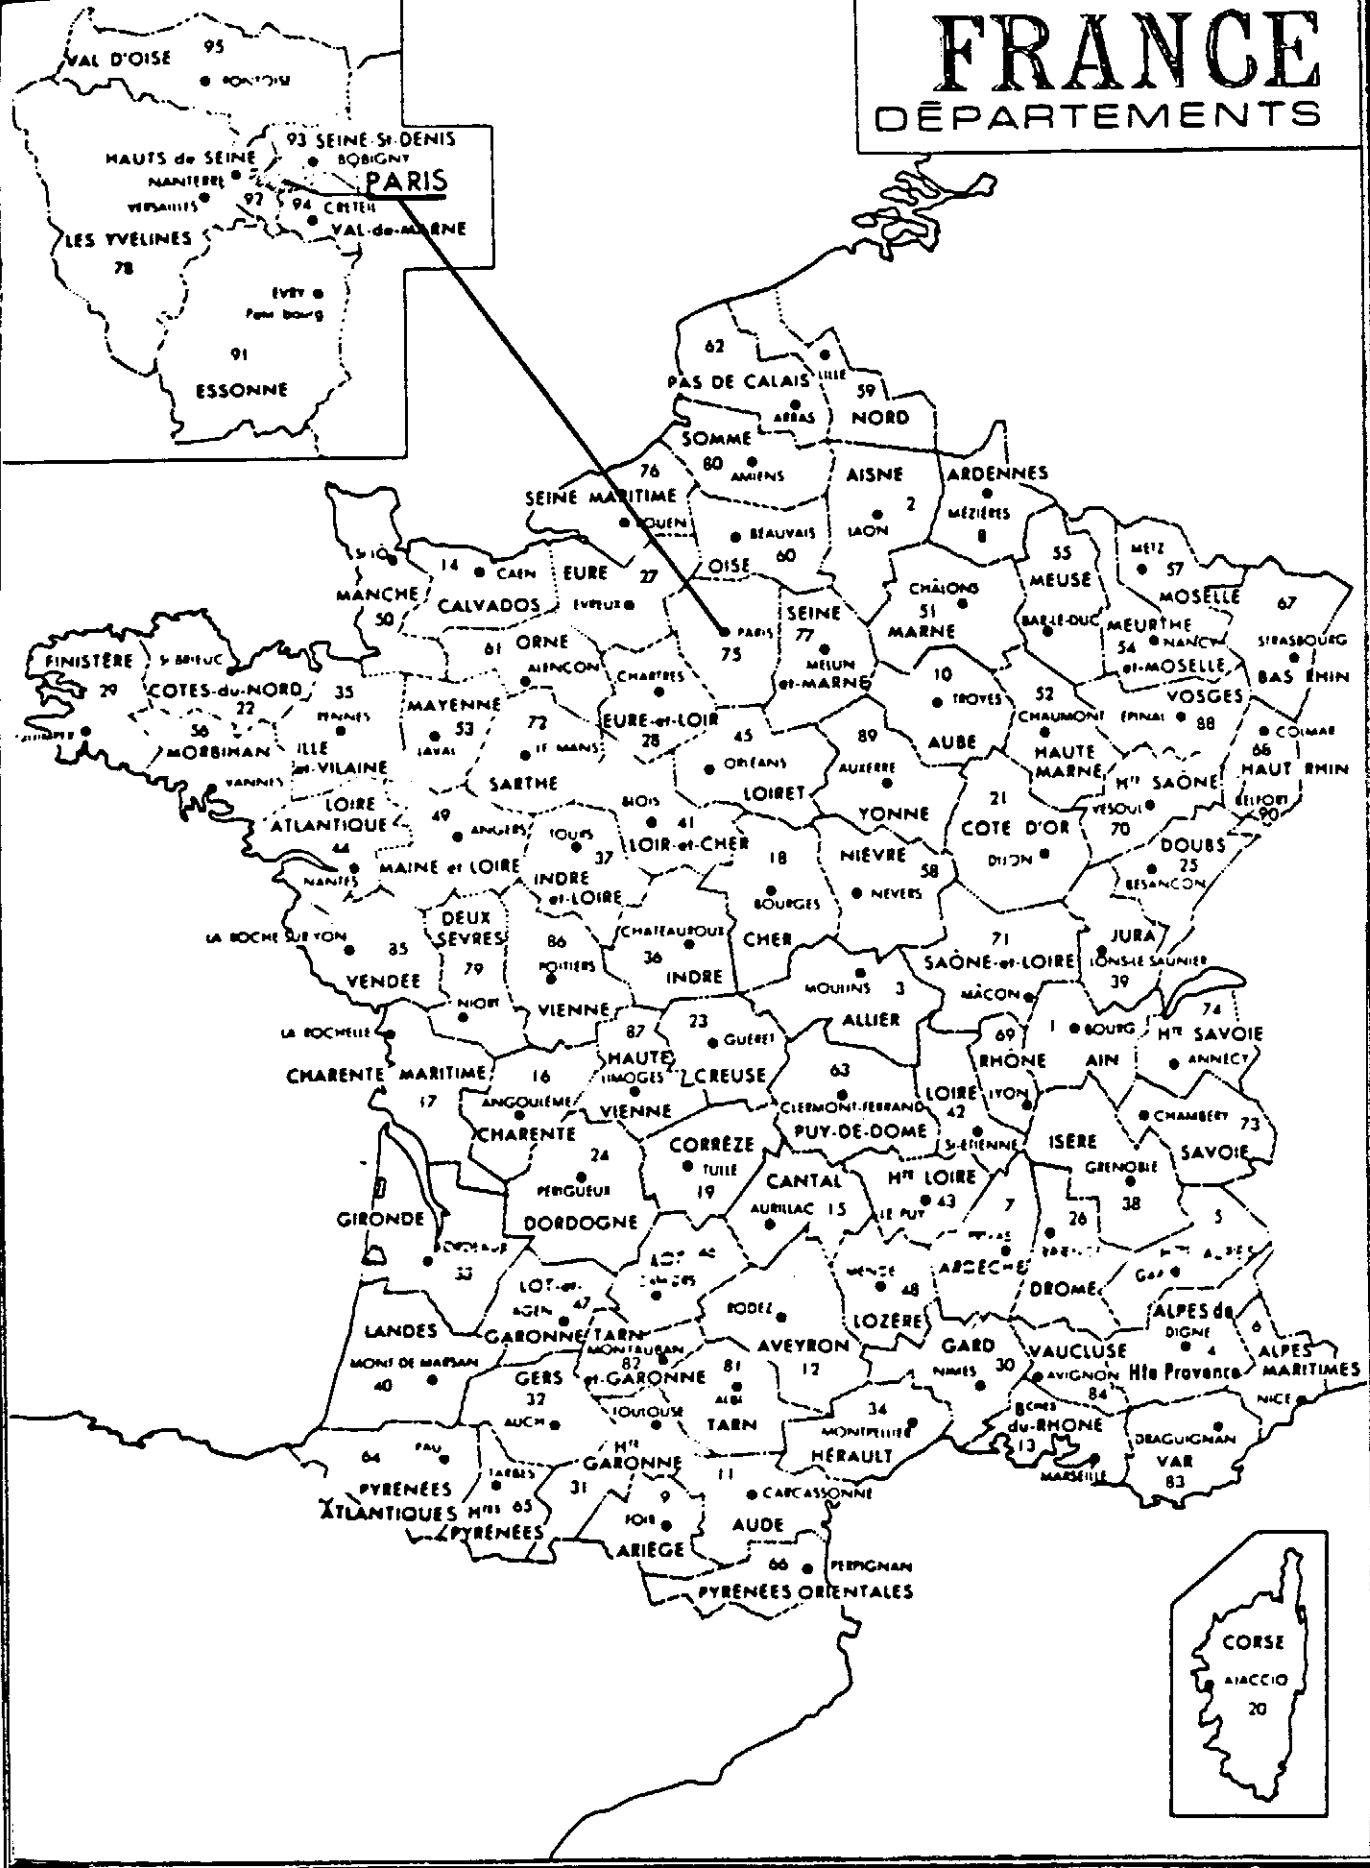 FRANCE
DÉPARTEMENTS
VAL D'OISE
95
PONTOISE
93 SEINE-St-DENIS
BOBIGNY
HAUTS de SEINE
NANTERRE
PARIS
VERSAILLES
92
94 CRETEIL
VAL-de-MARNE
LES YVELINES
78
EVRY
91
ESSONNE
62
PAS DE CALAIS
LILLE
59
ARRAS
NORD
SOMME
80
AMIENS
76
SEINE MARITIME
ROUEN
AISNE
2
LAON
ARDENNES
MÉZIÈRES
8
BEAUVAIS
60
OISE
St LÔ
14
CAEN
EURE
27
MANCHE
50
CALVADOS
EVREUX
CHÂLONS
51
MARNE
55
MEUSE
METZ
57
MOSELLE
67
BAR-LE-DUC
MEURTHE
54 NANCY
et-MOSELLE
STRASBOURG
BAS RHIN
SEINE
77
MELUN
et-MARNE
PARIS
75
61 ORNE
ALENÇON
CHARTRES
FINISTÈRE
29
St BRIEUC
COTES-du-NORD
22
35
RENNES
ILLE
et-VILAINE
MAYENNE
53
LAVAL
72
LE MANS
SARTHE
EURE-et-LOIR
28
10
TROYES
AUBE
52
CHAUMONT
HAUTE
MARNE
VOSGES
EPINAL
88
COLMAR
68
HAUT RHIN
56
MORBIHAN
VANNES
45
ORLÉANS
LOIRET
89
AUXERRE
YONNE
Hte SAÔNE
VESOUL
70
BELFORT
90
LOIRE
ATLANTIQUE
44
NANTES
49
ANGERS
MAINE et LOIRE
TOURS
37
INDRE
et-LOIRE
BLOIS
41
LOIR-et-CHER
21
COTE D'OR
DIJON
DOUBS
25
BESANCON
18
BOURGES
CHER
NIÈVRE
58
NEVERS
LA ROCHE SUR YON
85
VENDÉE
DEUX
SEVRES
79
NIORT
86
POITIERS
VIENNE
CHATEAUROUX
36
INDRE
71
SAÔNE-et-LOIRE
MÂCON
JURA
LONS-LE SAUNIER
39
MOULINS 3
ALLIER
LA ROCHELLE
CHARENTE MARITIME
17
16
ANGOULÊME
CHARENTE
87
HAUTE
LIMOGES
VIENNE
23
GUÉRET
CREUSE
63
CLERMONT-FERRAND
PUY-DE-DOME
69
RHÔNE
LYON
LOIRE
42
St-ETIENNE
1
BOURG
AIN
74
Hte SAVOIE
ANNECY
CHAMBERY
73
SAVOIE
ISÈRE
GRENOBLE
38
24
PERIGUEUX
DORDOGNE
CORRÈZE
TULLE
19
CANTAL
AURILLAC 15
Hte LOIRE
LE PUY
43
7
ARDÈCHE
26
DROME
5
GAP
GIRONDE
BORDEAUX
33
LOT-et-
AGEN 47
GARONNE
LOT
RODEZ
AVEYRON
12
MENDE
48
LOZÈRE
LANDES
MONT DE MARSAN
40
TARN
MONTAUBAN
82
et-GARONNE
GERS
32
AUCH
81
ALBI
TARN
GARD
NIMES
30
VAUCLUSE
AVIGNON
84
ALPES de
DIGNE
4
Hte Provence
6
ALPES
MARITIMES
NICE
TOULOUSE
Hte
GARONNE
31
34
MONTPELLIER
HÉRAULT
Bches
du-RHONE
13
MARSEILLE
DRAGUIGNAN
VAR
83
64
PAU
PYRÉNÉES
ATLANTIQUES
TARBES
Htes 65
PYRÉNÉES
9
FOIX
ARIÈGE
11
CARCASSONNE
AUDE
66
PERPIGNAN
PYRÉNÉES ORIENTALES
CORSE
AJACCIO
20